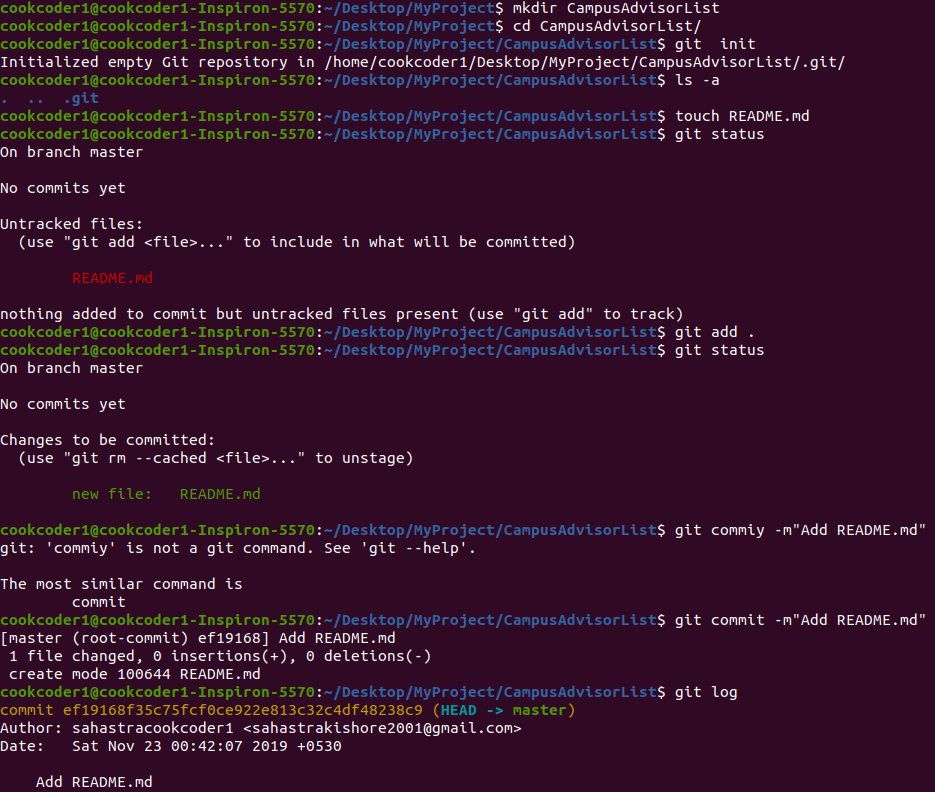 cookcoder1@cookcoder1-Inspiron-5570:~/Desktop/MyProject$ mkdir CampusAdvisorList
cookcoder1@cookcoder1-Inspiron-5570:~/Desktop/MyProject$ cd CampusAdvisorList/
cookcoder1@cookcoder1-Inspiron-5570:~/Desktop/MyProject/CampusAdvisorList$ git  init
Initialized empty Git repository in /home/cookcoder1/Desktop/MyProject/CampusAdvisorList/.git/
cookcoder1@cookcoder1-Inspiron-5570:~/Desktop/MyProject/CampusAdvisorList$ ls -a
.  ..  .git
cookcoder1@cookcoder1-Inspiron-5570:~/Desktop/MyProject/CampusAdvisorList$ touch README.md
cookcoder1@cookcoder1-Inspiron-5570:~/Desktop/MyProject/CampusAdvisorList$ git status
On branch master

No commits yet

Untracked files:
  (use "git add <file>..." to include in what will be committed)

        README.md

nothing added to commit but untracked files present (use "git add" to track)
cookcoder1@cookcoder1-Inspiron-5570:~/Desktop/MyProject/CampusAdvisorList$ git add .
cookcoder1@cookcoder1-Inspiron-5570:~/Desktop/MyProject/CampusAdvisorList$ git status
On branch master

No commits yet

Changes to be committed:
  (use "git rm --cached <file>..." to unstage)

        new file:   README.md

cookcoder1@cookcoder1-Inspiron-5570:~/Desktop/MyProject/CampusAdvisorList$ git commiy -m"Add README.md"
git: 'commiy' is not a git command. See 'git --help'.

The most similar command is
        commit
cookcoder1@cookcoder1-Inspiron-5570:~/Desktop/MyProject/CampusAdvisorList$ git commit -m"Add README.md"
[master (root-commit) ef19168] Add README.md
 1 file changed, 0 insertions(+), 0 deletions(-)
 create mode 100644 README.md
cookcoder1@cookcoder1-Inspiron-5570:~/Desktop/MyProject/CampusAdvisorList$ git log
commit ef19168f35c75fcf0ce922e813c32c4df48238c9 (HEAD -> master)
Author: sahastracookcoder1 <sahastrakishore2001@gmail.com>
Date:   Sat Nov 23 00:42:07 2019 +0530

    Add README.md